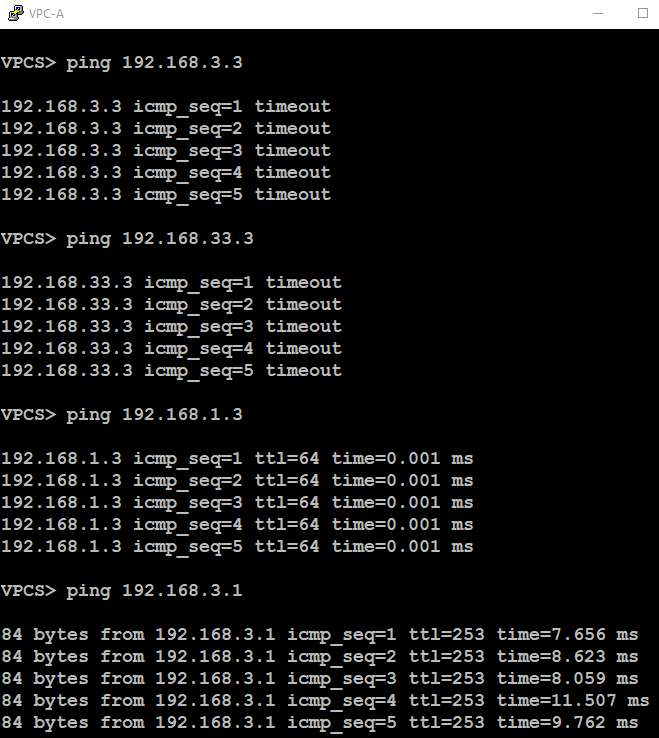 VPC-A
VPCS> ping 192.168.3.3
192.168.3.3 icmp_seq=1 timeout
192.168.3.3 icmp_seq=2 timeout
192.168.3.3 icmp_seq=3 timeout
192.168.3.3 icmp_seq=4 timeout
192.168.3.3 icmp_seq=5 timeout
VPCS> ping 192.168.33.3
192.168.33.3 icmp_seq=1 timeout
192.168.33.3 icmp_seq=2 timeout
192.168.33.3 icmp_seq=3 timeout
192.168.33.3 icmp_seq=4 timeout
192.168.33.3 icmp_seq=5 timeout
VPCS> ping 192.168.1.3
192.168.1.3 icmp_seq=1 ttl=64 time=0.001 ms
192.168.1.3 icmp_seq=2 ttl=64 time=0.001 ms
192.168.1.3 icmp_seq=3 ttl=64 time=0.001 ms
192.168.1.3 icmp_seq=4 ttl=64 time=0.001 ms
192.168.1.3 icmp_seq=5 ttl=64 time=0.001 ms
VPCS> ping 192.168.3.1
84 bytes from 192.168.3.1 icmp_seq=1 ttl=253 time=7.656 ms
84 bytes from 192.168.3.1 icmp_seq=2 ttl=253 time=8.623 ms
84 bytes from 192.168.3.1 icmp_seq=3 ttl=253 time=8.059 ms
84 bytes from 192.168.3.1 icmp_seq=4 ttl=253 time=11.507 ms
84 bytes from 192.168.3.1 icmp_seq=5 ttl=253 time=9.762 ms